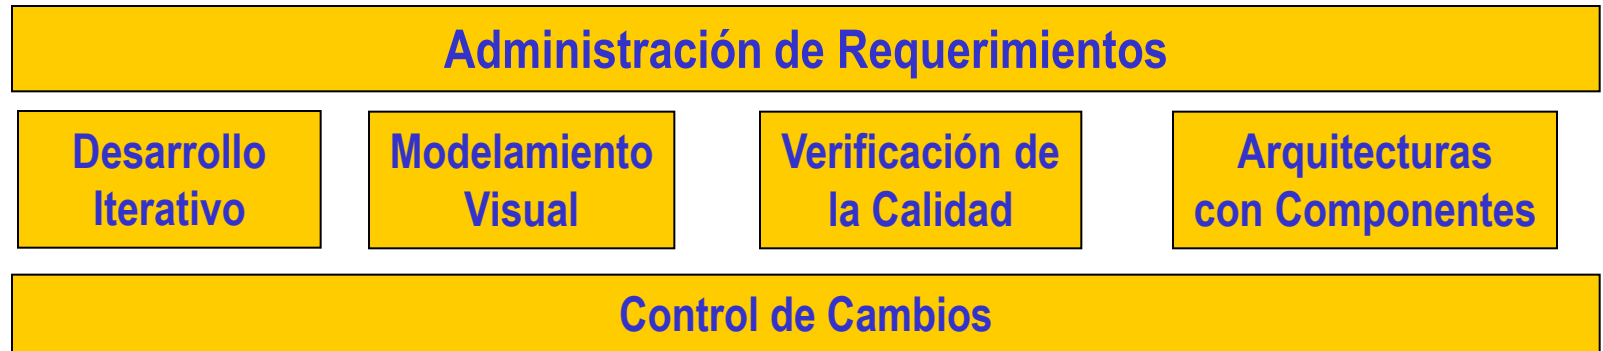 Administración de Requerimientos
Desarrollo
Iterativo
Modelamiento
Visual
Verificación de
la Calidad
Arquitecturas
con Componentes
Control de Cambios